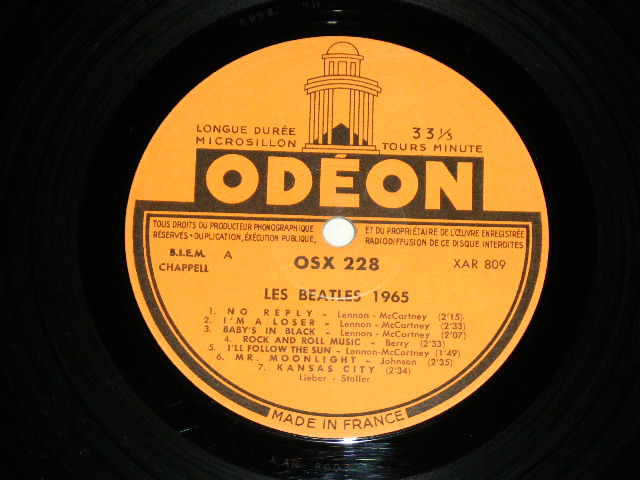 LONGUE DURÉE
MICROSILLON
33 1/3
TOURS MINUTE
ODÉON
TOUS DROITS DU PRODUCTEUR PHONOGRAPHIQUE
RÉSERVÉS • DUPLICATION, EXÉCUTION PUBLIQUE,
ET DU PROPRIÉTAIRE DE L'ŒUVRE ENREGISTRÉE
RADIODIFFUSION DE CE DISQUE INTERDITES
B.I.E.M. A
CHAPPELL
OSX 228
XAR 809
LES BEATLES 1965
1. NO REPLY - Lennon - McCartney (2'15)
2. I'M A LOSER - Lennon - McCartney (2'33)
3. BABY'S IN BLACK - Lennon - McCartney (2'07)
4. ROCK AND ROLL MUSIC - Berry (2'33)
5. I'LL FOLLOW THE SUN - Lennon-McCartney (1'49)
6. MR. MOONLIGHT - Johnson (2'35)
7. KANSAS CITY (2'34)
Lieber - Stoller
MADE IN FRANCE